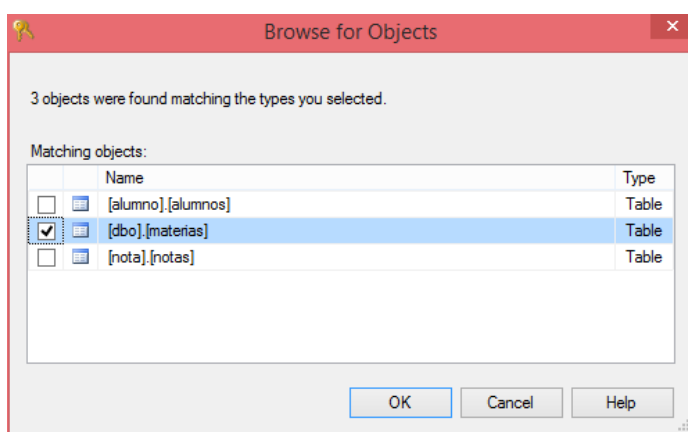 Browse for Objects
3 objects were found matching the types you selected.
Matching objects:
Name Type
[alumno].[alumnos] Table
[dbo].[materias] Table
[nota].[notas] Table
OK Cancel Help